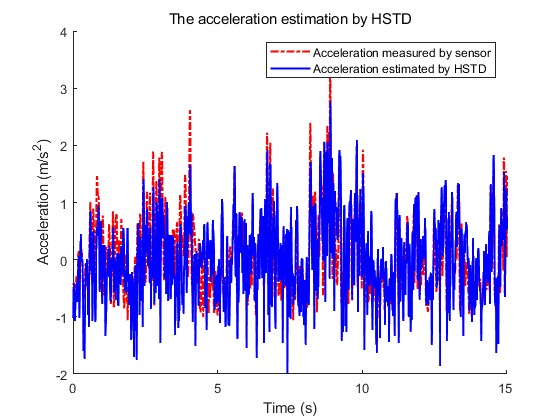 The acceleration estimation by HSTD
4
Acceleration measured by sensor
Acceleration estimated by HSTD
3
2
1
0
-1
-2
Acceleration (m/s²)
0 5 10 15
Time (s)